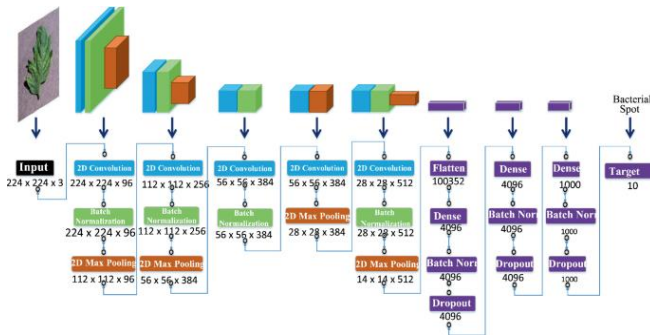 Bacterial
Spot
Input
224 x 224 x 3
2D Convolution
224 x 224 x 96
Batch
Normalization
224 x 224 x 96
2D Max Pooling
112 x 112 x 96
2D Convolution
112 x 112 x 256
Batch
Normalization
112 x 112 x 256
2D Max Pooling
56 x 56 x 384
2D Convolution
56 x 56 x 384
Batch
Normalization
56 x 56 x 384
2D Convolution
56 x 56 x 384
2D Max Pooling
28 x 28 x 384
2D Convolution
28 x 28 x 512
Batch
Normalization
28 x 28 x 512
2D Max Pooling
14 x 14 x 512
Flatten
100352
Dense
4096
Batch Norn
4096
Dropout
4096
Dense
4096
Batch Norn
4096
Dropout
4096
Dense
1000
Batch Norn
1000
Dropout
1000
Target
10